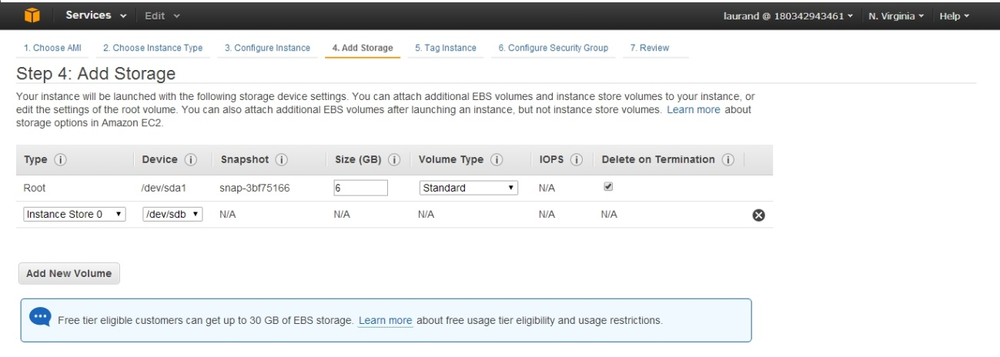 Services Edit laurand @ 180342943461 N. Virginia Help
1. Choose AMI 2. Choose Instance Type 3. Configure Instance 4. Add Storage 5. Tag Instance 6. Configure Security Group 7. Review
Step 4: Add Storage
Your instance will be launched with the following storage device settings. You can attach additional EBS volumes and instance store volumes to your instance, or
edit the settings of the root volume. You can also attach additional EBS volumes after launching an instance, but not instance store volumes. Learn more about
storage options in Amazon EC2.
Type i Device i Snapshot i Size (GB) i Volume Type i IOPS i Delete on Termination i
Root /dev/sda1 snap-3bf75166 6 Standard N/A
Instance Store 0 /dev/sdb N/A N/A N/A N/A N/A
Add New Volume
Free tier eligible customers can get up to 30 GB of EBS storage. Learn more about free usage tier eligibility and usage restrictions.